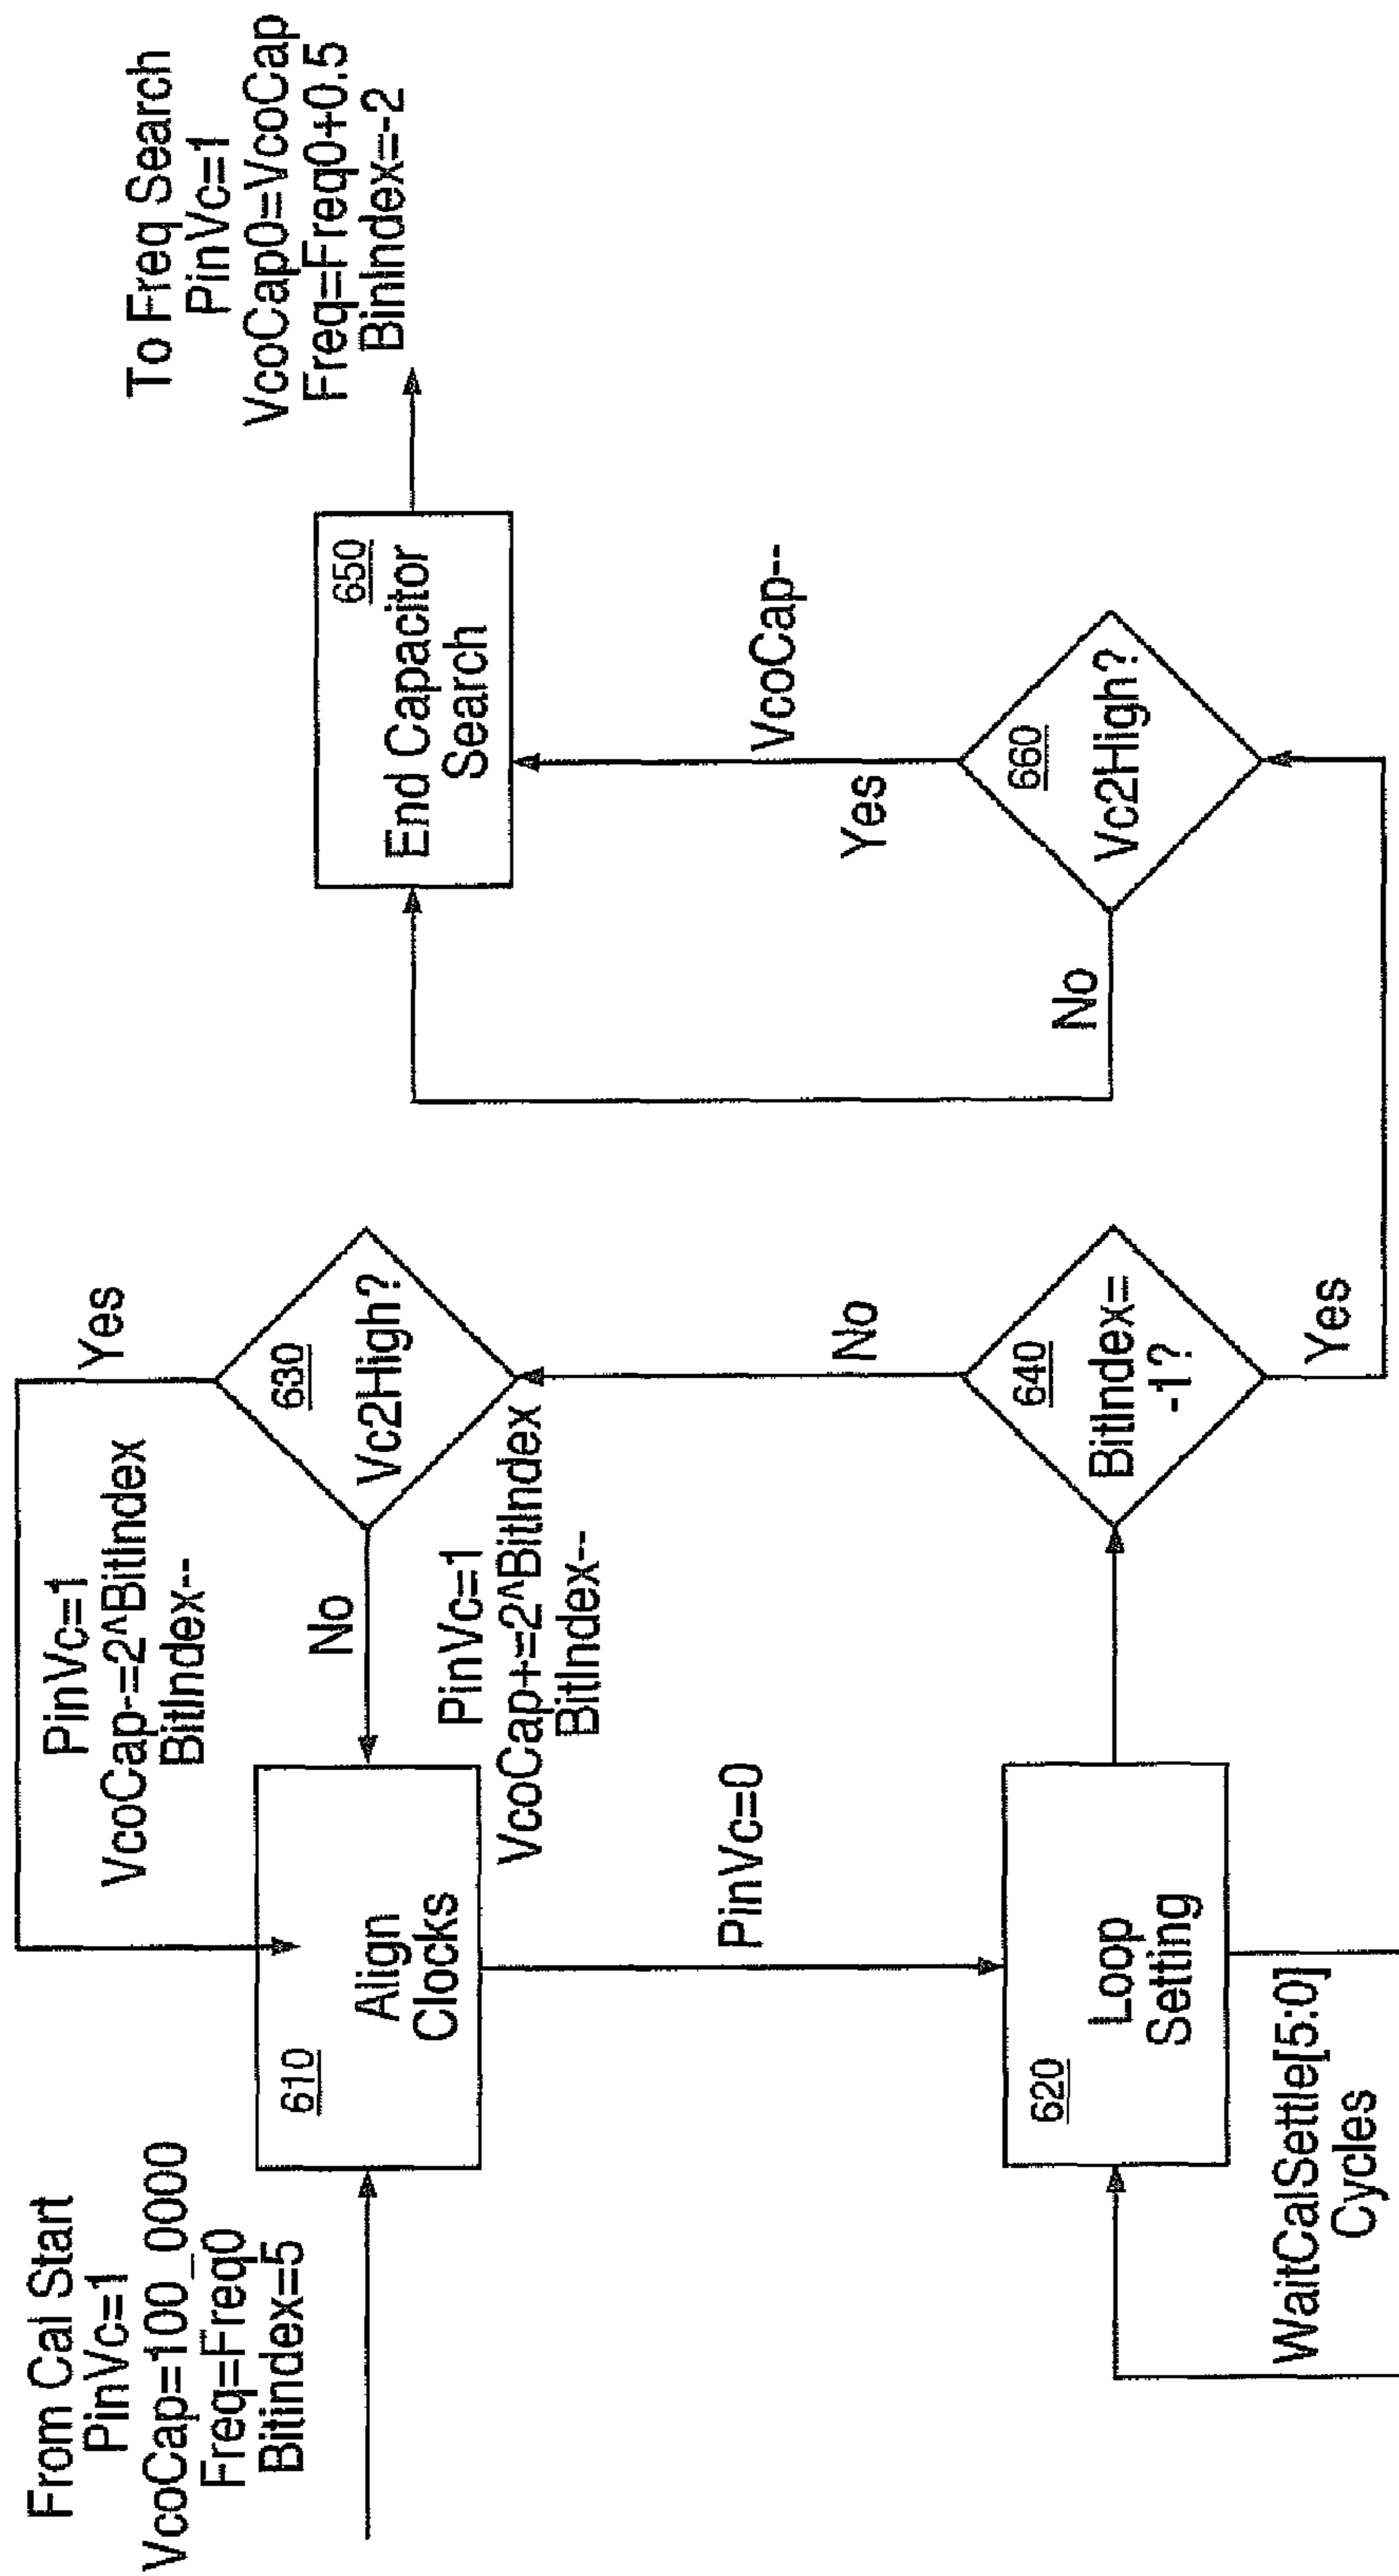 From Cal Start
PinVc=1
VcoCap=100_0000
Freq=Freq0
Bitindex=5
610
Align
Clocks
PinVc=1
VcoCap-=2^BitIndex
BitIndex--
Yes
No
630
Vc2High?
PinVc=1
VcoCap+=2^BitIndex
BitIndex--
PinVc=0
620
Loop
Setting
WaitCalSettle[5:0]
Cycles
640
BitIndex=
-1?
No
Yes
660
Vc2High?
No
Yes
VcoCap--
650
End Capacitor
Search
To Freq Search
PinVc=1
VcoCap0=VcoCap
Freq=Freq0+0.5
BinIndex=-2